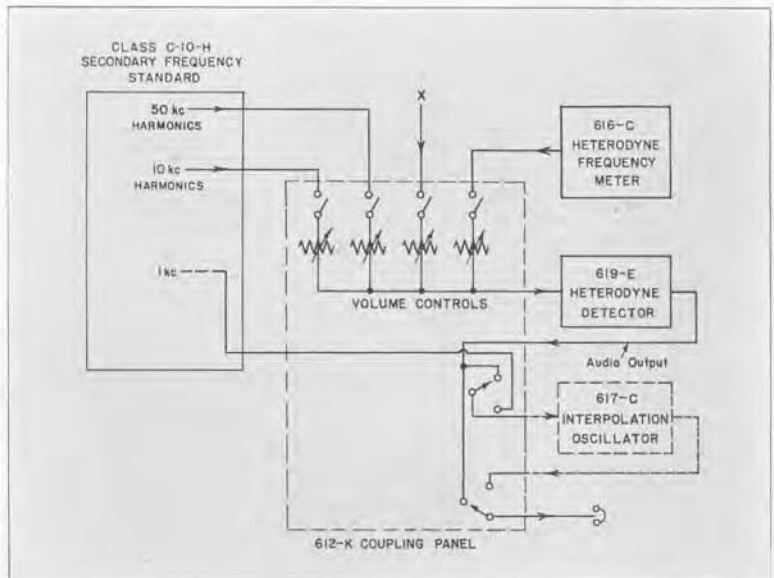 CLASS C-10-H
SECONDARY FREQUENCY
STANDARD
50 kc
HARMONICS
10 kc
HARMONICS
1 kc
X
616-C
HETERODYNE
FREQUENCY
METER
VOLUME CONTROLS
619-E
HETERODYNE
DETECTOR
Audio Output
617-C
INTERPOLATION
OSCILLATOR
612-K COUPLING PANEL